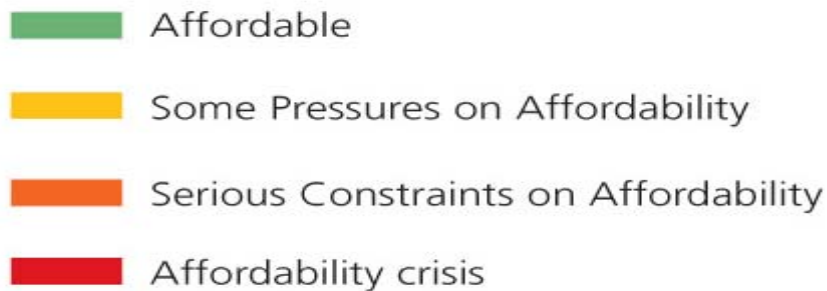 Affordable
Some Pressures on Affordability
Serious Constraints on Affordability
Affordability crisis